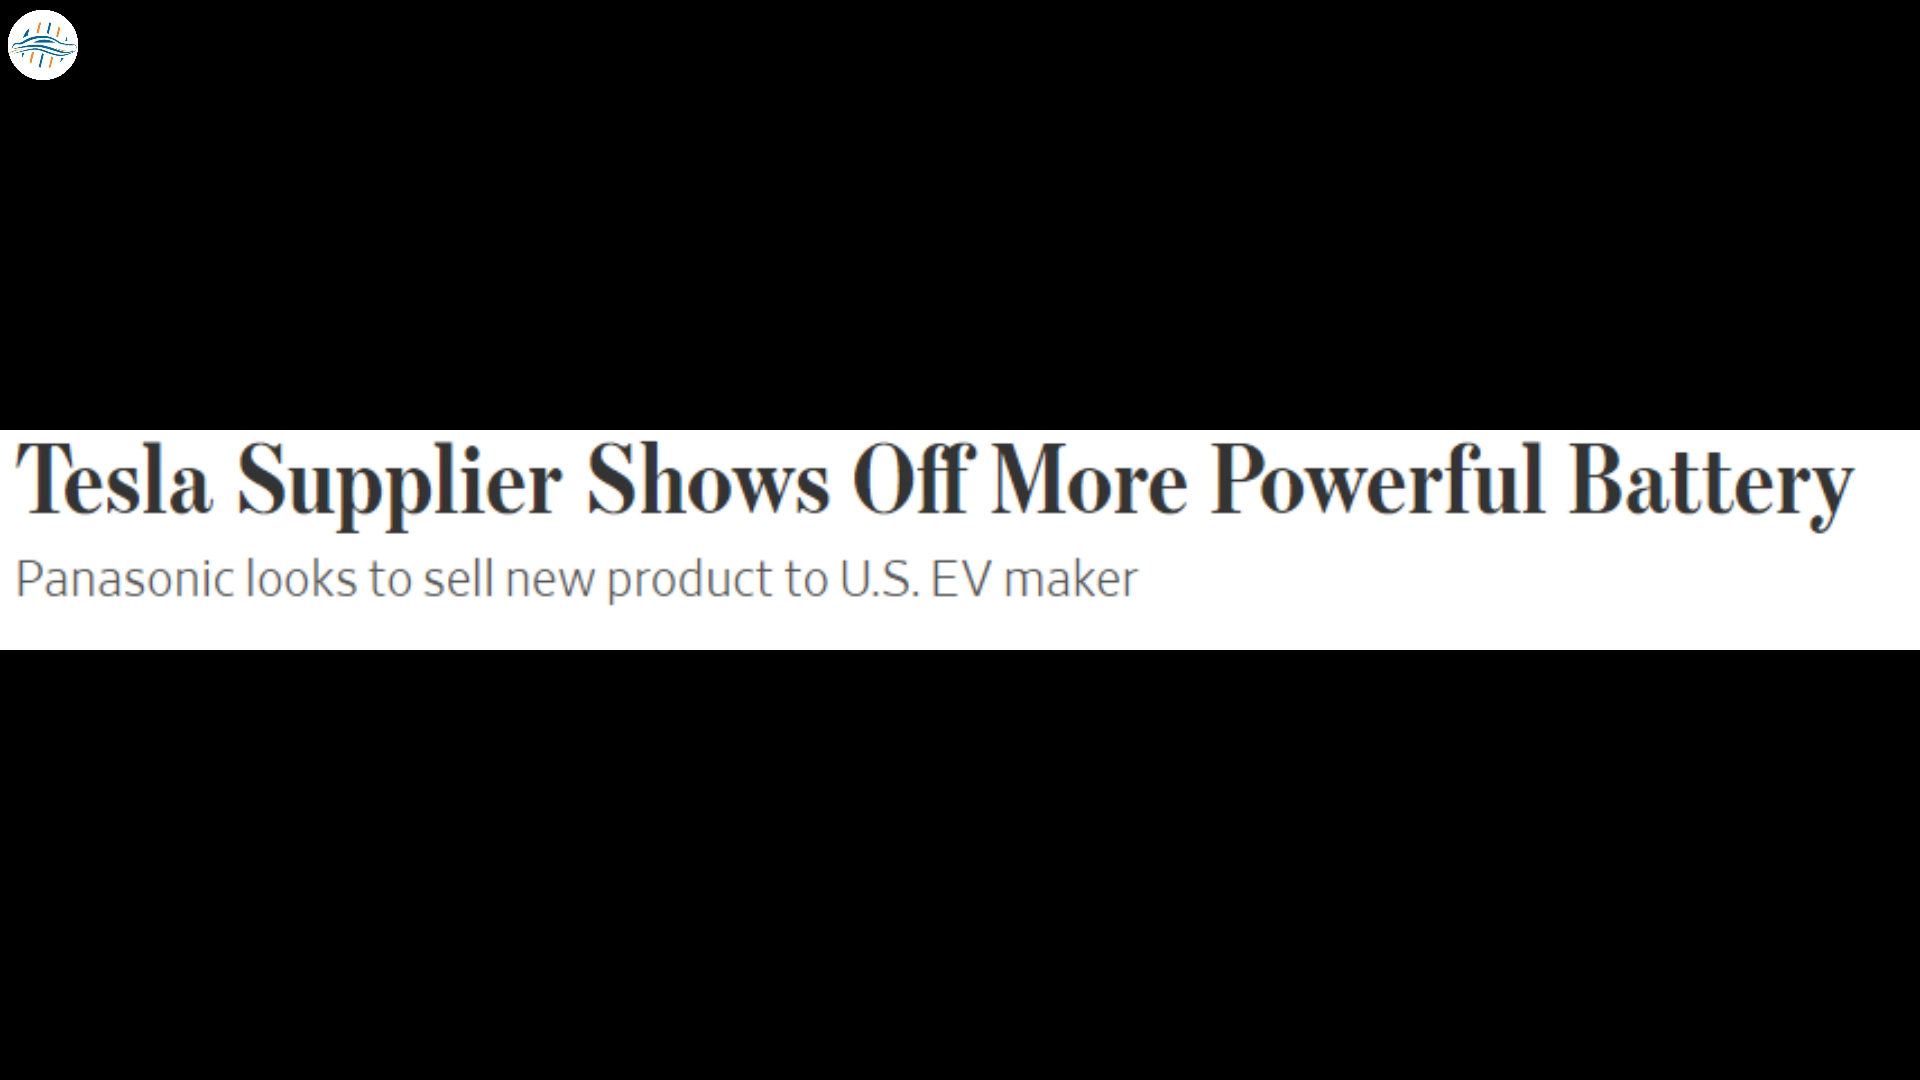 Tesla Supplier Shows Off More Powerful Battery
Panasonic looks to sell new product to U.S. EV maker